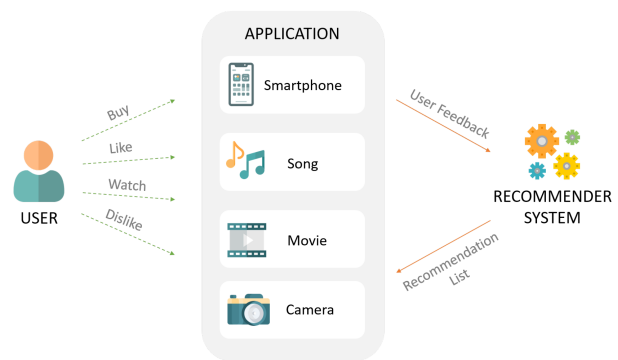 APPLICATION
Smartphone
Song
Movie
Camera
Buy
Like
Watch
Dislike
USER
User Feedback
RECOMMENDER
SYSTEM
Recommendation
List